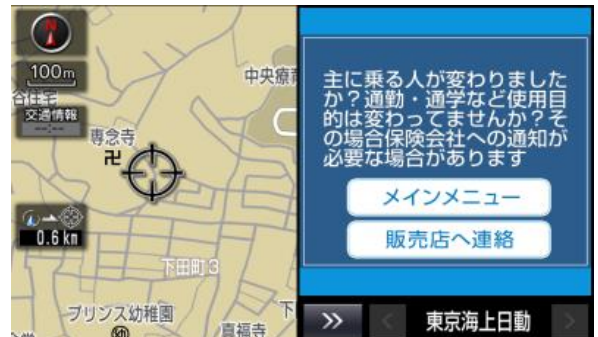 N
100m
谷住宅
交通情報
--:--
中央療
専念寺
卍
0.6km
下田町3
プリンス幼稚園
幼
下
真福寺
主に乗る人が変わりました
か？通勤・通学など使用目
的は変わってませんか？そ
の場合保険会社への通知が
必要な場合があります
メインメニュー
販売店へ連絡
>>
<
東京海上日動
>